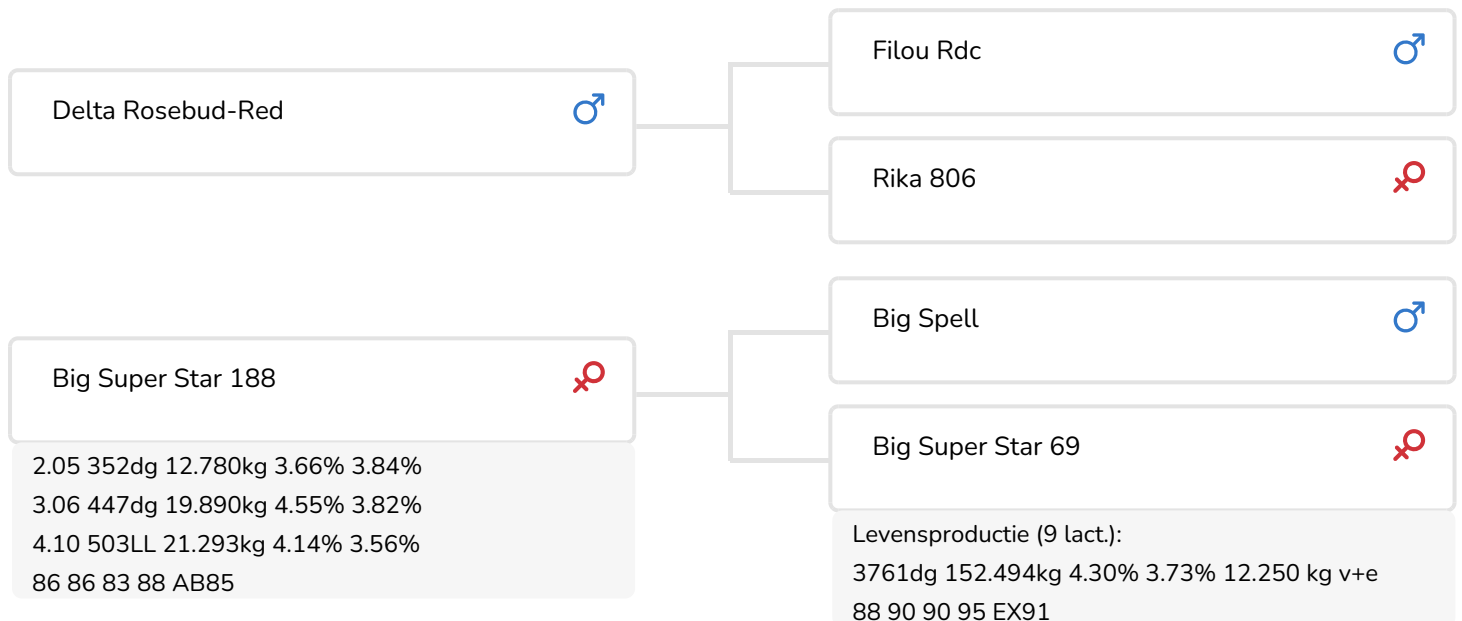 Filou Rdc
Delta Rosebud-Red
Rika 806
Big Spell
Big Super Star 188
Big Super Star 69
2.05 352dg 12.780kg 3.66% 3.84%
3.06 447dg 19.890kg 4.55% 3.82%
4.10 503LL 21.293kg 4.14% 3.56%
86 86 83 88 AB85
Levensproductie (9 lact.):
3761dg 152.494kg 4.30% 3.73% 12.250 kg v+e
88 90 90 95 EX91